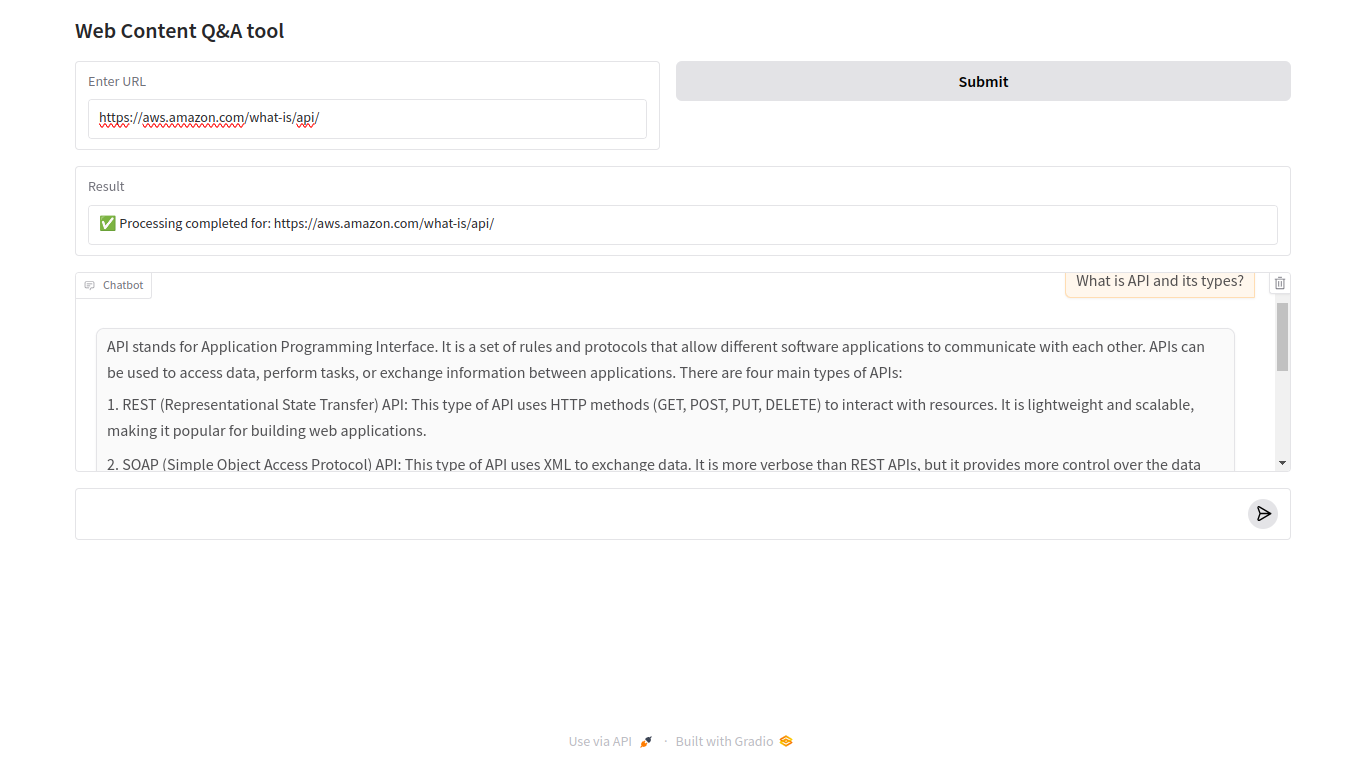 Web Content Q&A tool
Enter URL
Submit
https://aws.amazon.com/what-is/api/
Result
✅ Processing completed for: https://aws.amazon.com/what-is/api/
Chatbot
What is API and its types?
API stands for Application Programming Interface. It is a set of rules and protocols that allow different software applications to communicate with each other. APIs can
be used to access data, perform tasks, or exchange information between applications. There are four main types of APIs:
1. REST (Representational State Transfer) API: This type of API uses HTTP methods (GET, POST, PUT, DELETE) to interact with resources. It is lightweight and scalable,
making it popular for building web applications.
2. SOAP (Simple Object Access Protocol) API: This type of API uses XML to exchange data. It is more verbose than REST APIs, but it provides more control over the data
Use via API 🚀 · Built with Gradio